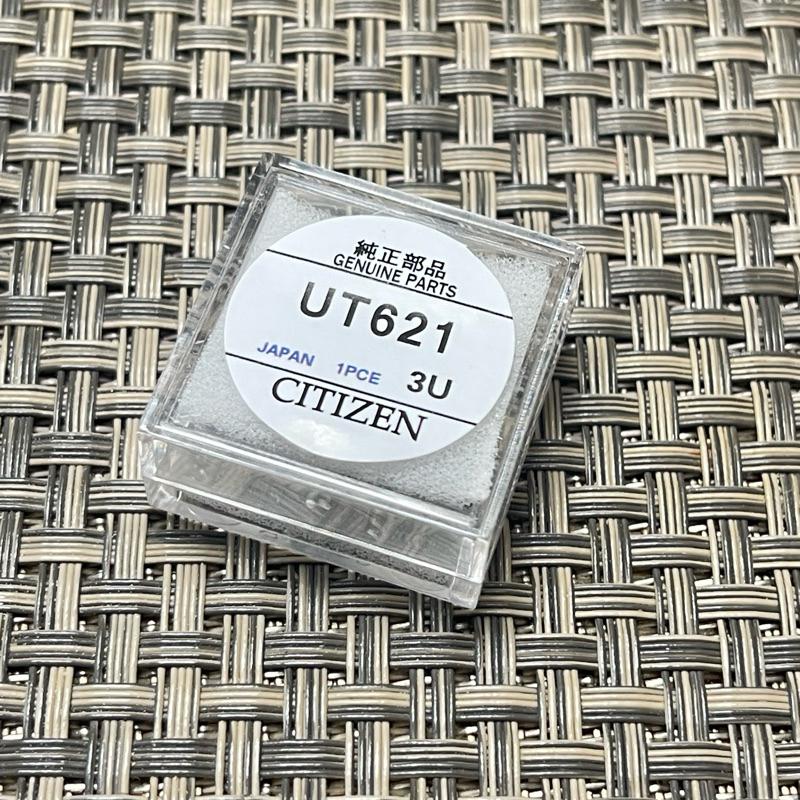 純正部品
GENUINE PARTS
UT621
JAPAN 1PCE 3U
CITIZEN